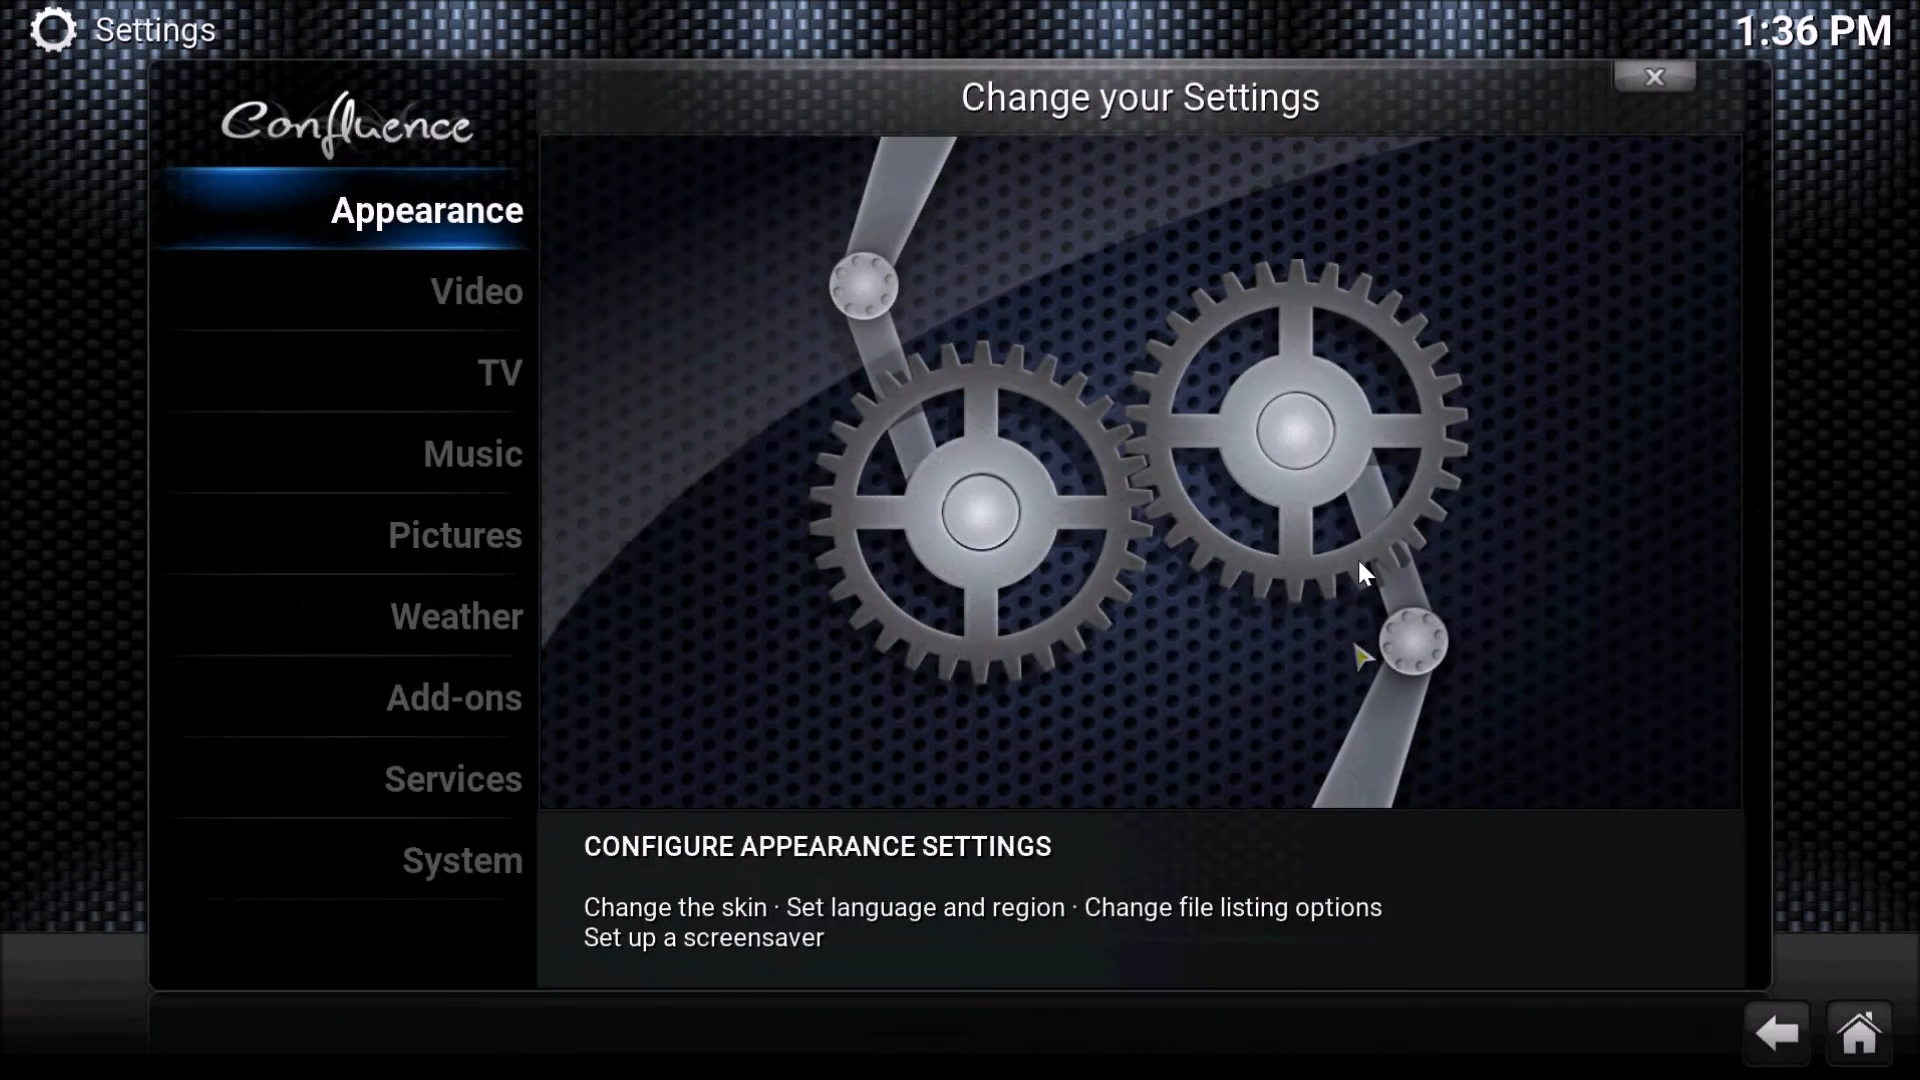 Settings
1:36 PM
Confluence
Change your Settings
X
Appearance
Video
TV
Music
Pictures
Weather
Add-ons
Services
System
CONFIGURE APPEARANCE SETTINGS
Change the skin · Set language and region · Change file listing options
Set up a screensaver